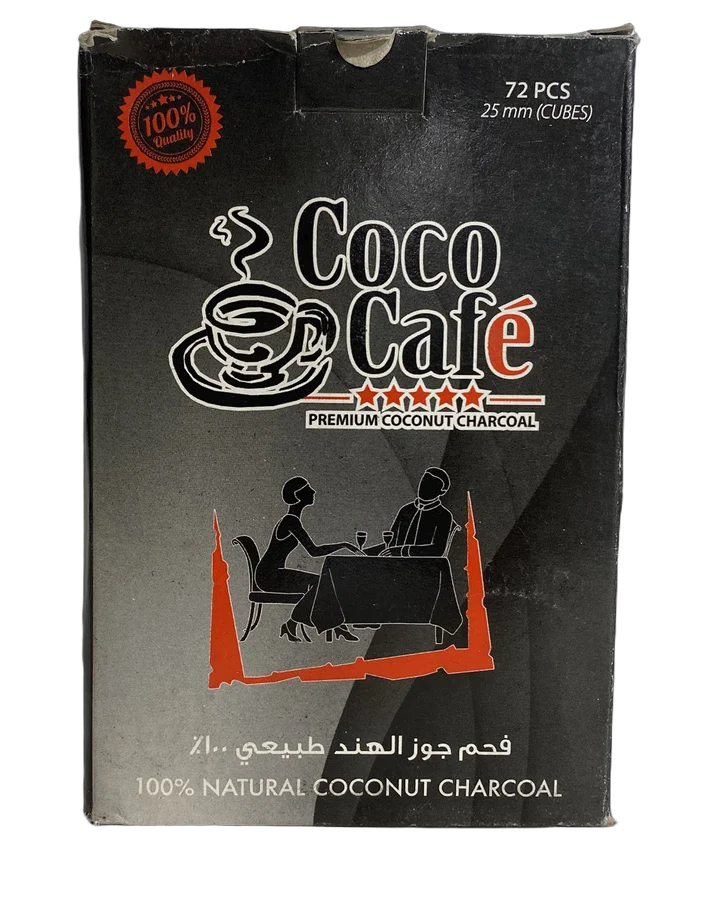 100%
Quality
72 PCS
25 mm (CUBES)
Coco
Café
PREMIUM COCONUT CHARCOAL
فحم جوز الهند طبيعي ١٠٠٪
100% NATURAL COCONUT CHARCOAL